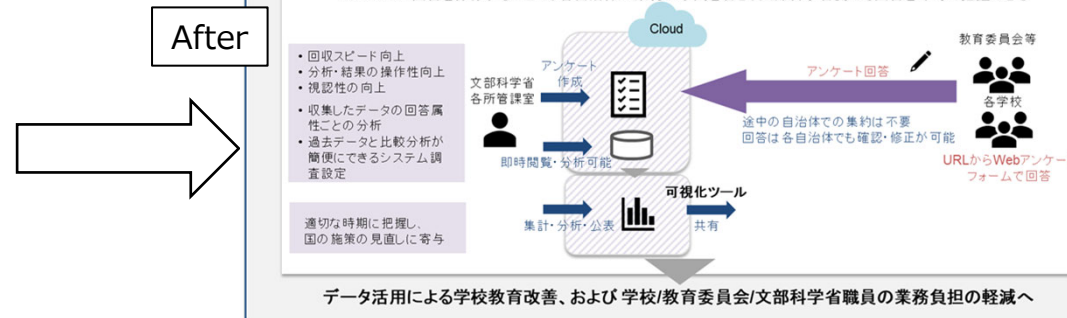 After
Cloud
・回収スピード向上
・分析・結果の操作性向上
・視認性の向上
・収集したデータの回答属
性ごとの分析
・過去データと比較分析が
簡便にできるシステム調
査設定
文部科学省
各所管課室
アンケート
作成
即時閲覧・分析可能
アンケート回答
途中の自治体での集約は不要
回答は各自治体でも確認・修正が可能
教育委員会等
各学校
URLからWebアンケー
フォームで回答
適切な時期に把握し、
国の施策の見直しに寄与
集計・分析・公表
可視化ツール
共有
データ活用による学校教育改善、および 学校/教育委員会/文部科学省職員の業務負担の軽減へ